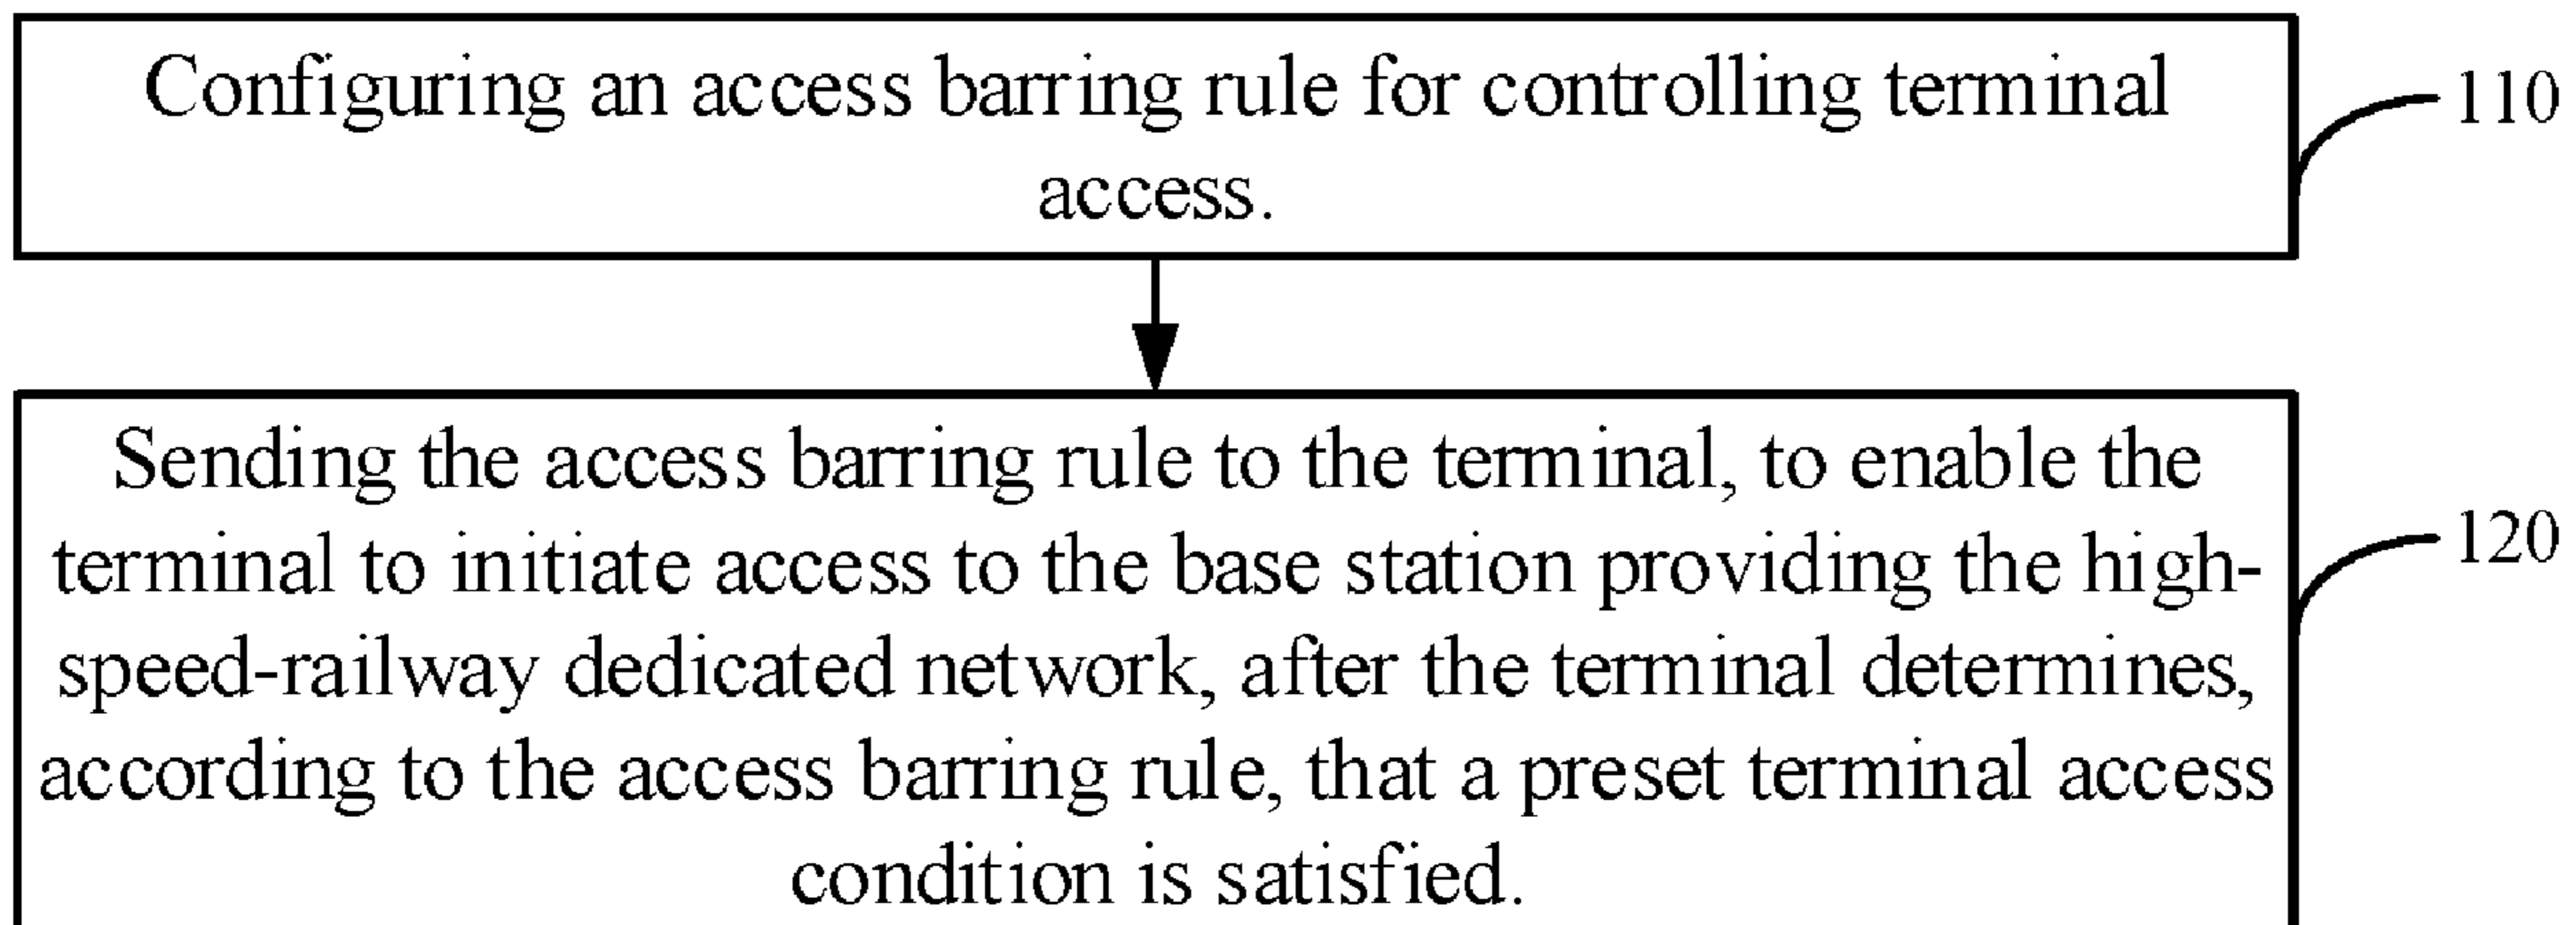 Configuring an access barring rule for controlling terminal
access.
110
Sending the access barring rule to the terminal, to enable the
terminal to initiate access to the base station providing the high-
speed-railway dedicated network, after the terminal determines,
according to the access barring rule, that a preset terminal access
condition is satisfied.
120